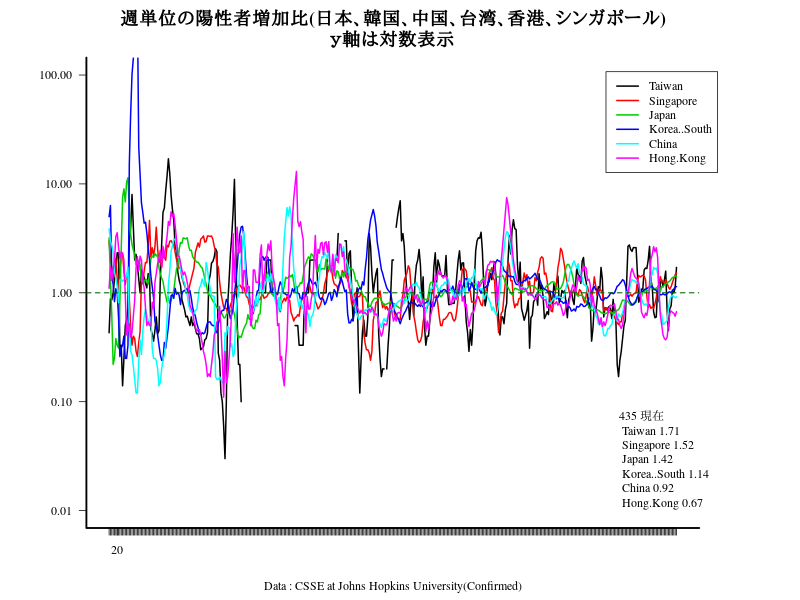 週単位の陽性者増加比(日本、韓国、中国、台湾、香港、シンガポール)
y軸は対数表示
100.00
10.00
1.00
0.10
0.01
Taiwan
Singapore
Japan
Korea..South
China
Hong.Kong
435 現在
Taiwan 1.71
Singapore 1.52
Japan 1.42
Korea..South 1.14
China 0.92
Hong.Kong 0.67
20
Data : CSSE at Johns Hopkins University(Confirmed)